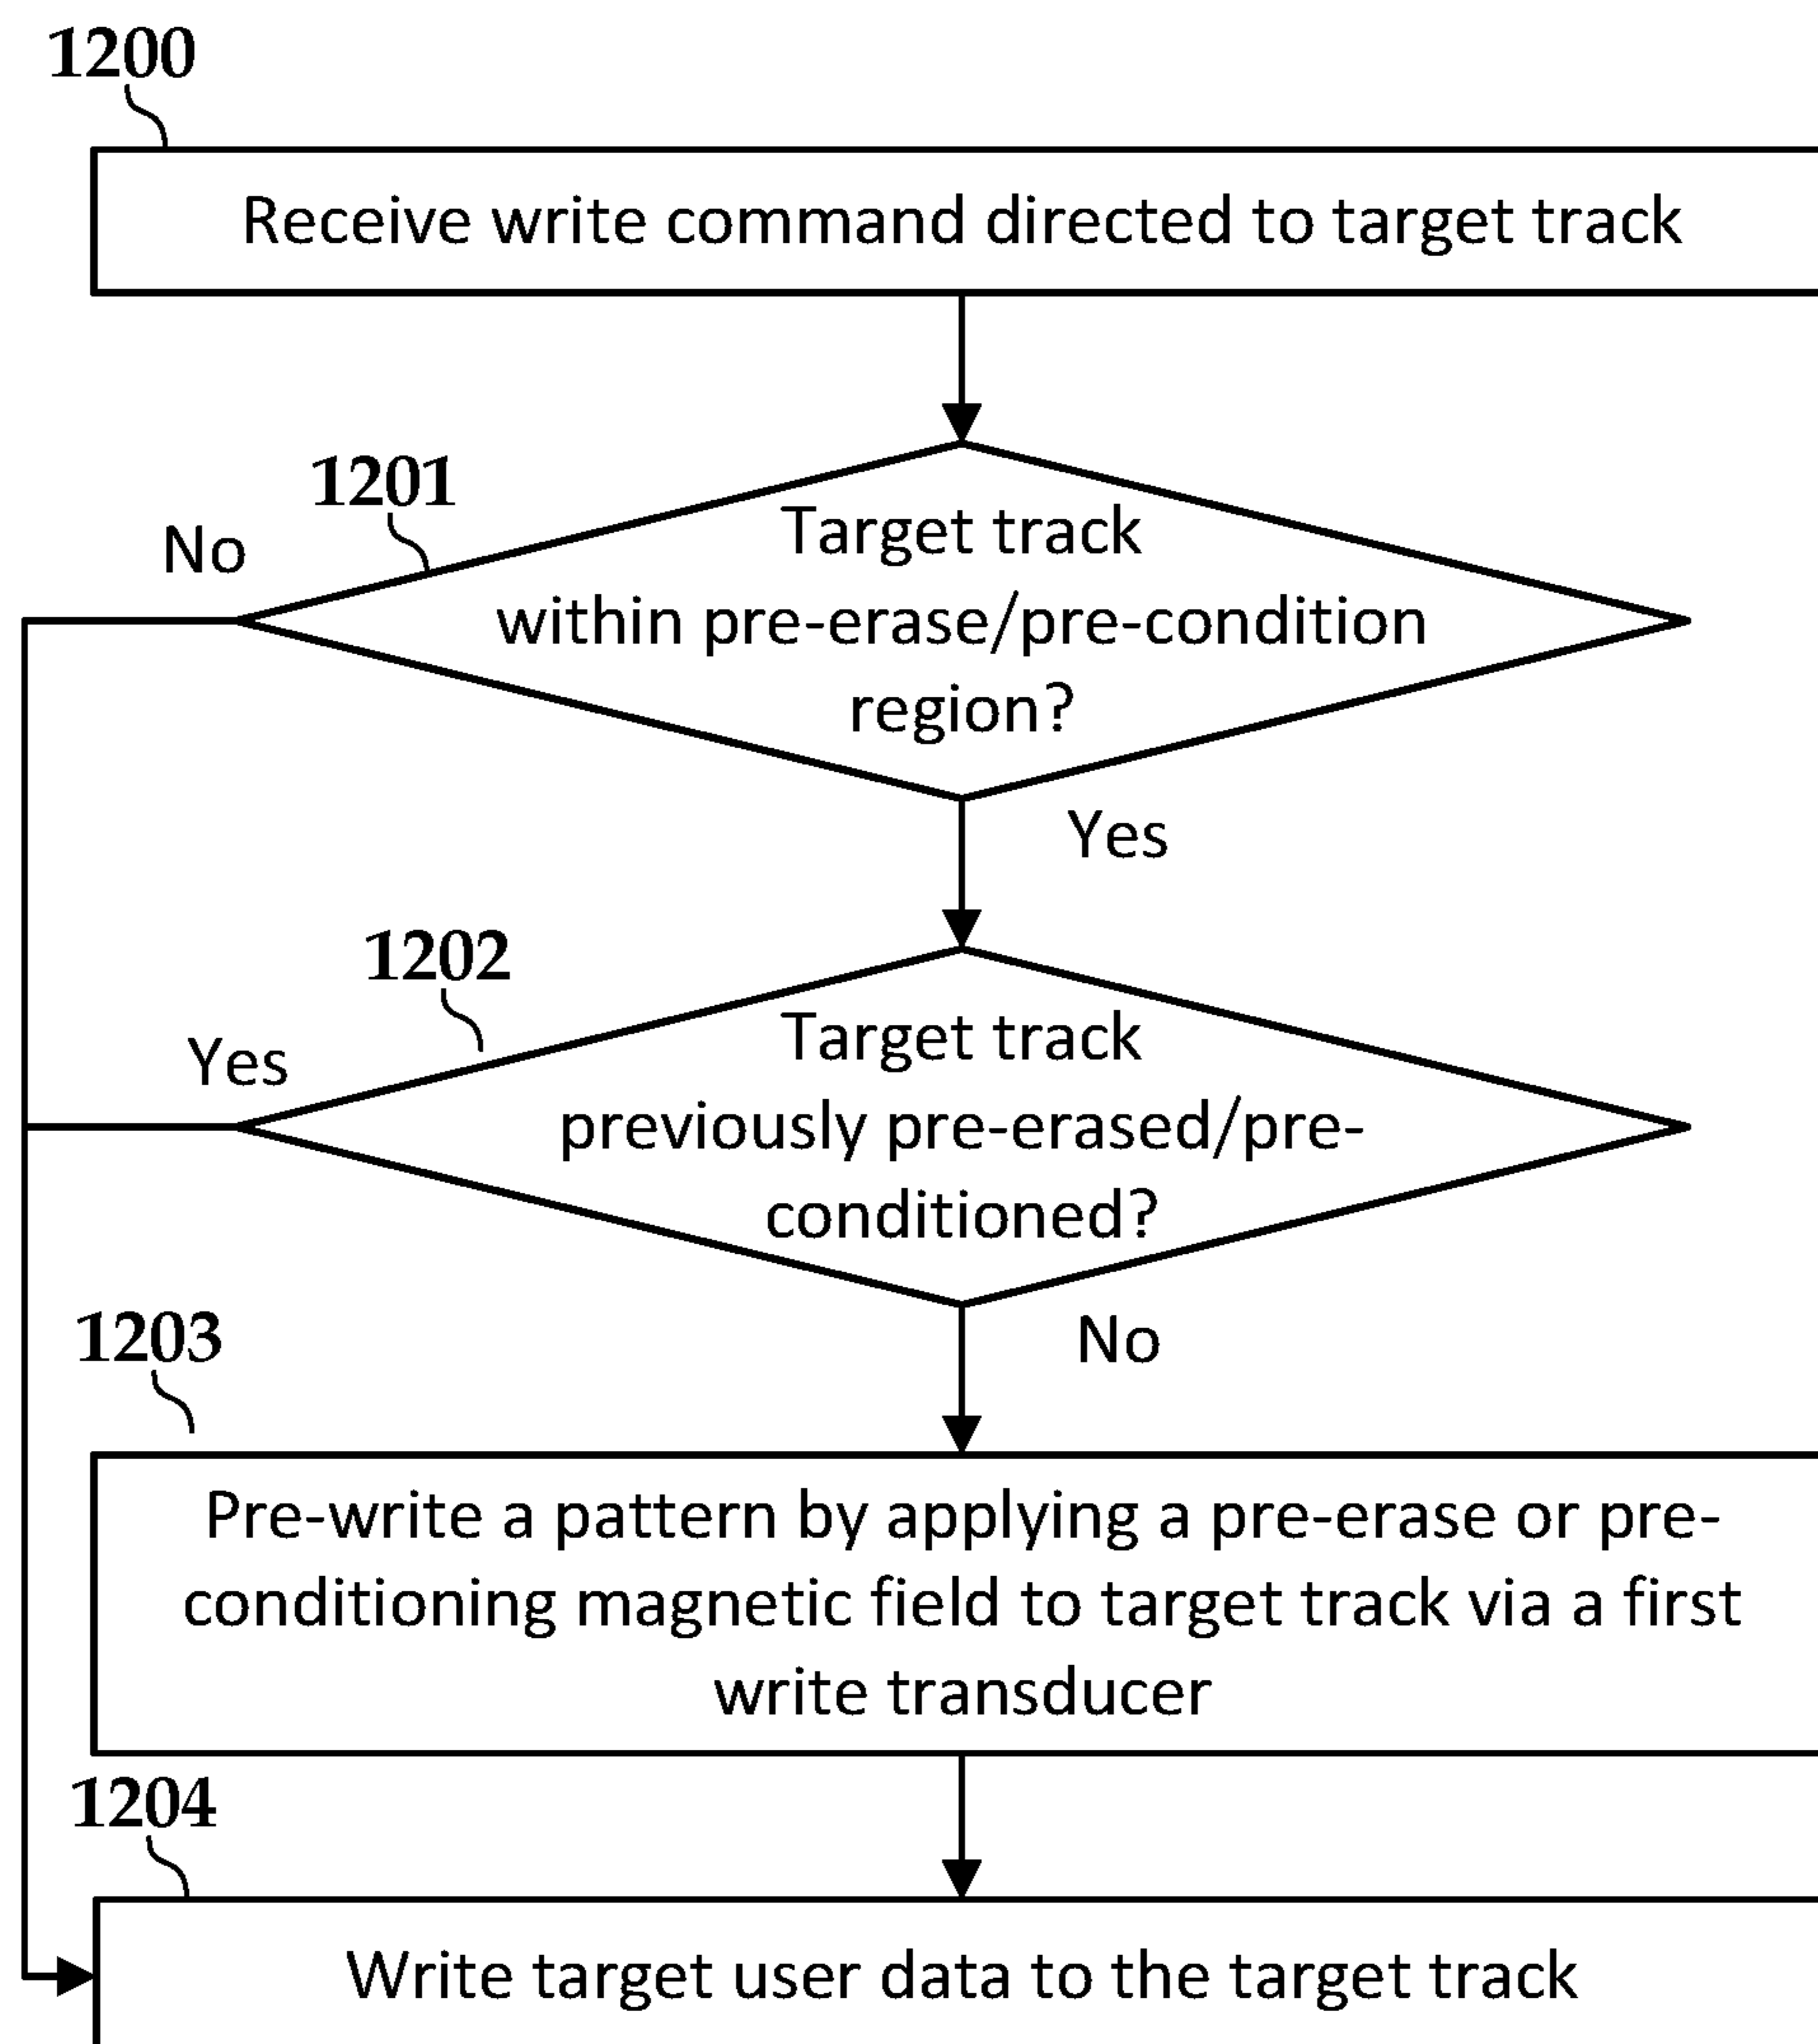 1200
Receive write command directed to target track
1201
No
Target track
within pre-erase/pre-condition
region?
Yes
1202
Yes
Target track
previously pre-erased/pre-
conditioned?
No
1203
Pre-write a pattern by applying a pre-erase or pre-
conditioning magnetic field to target track via a first
write transducer
1204
Write target user data to the target track